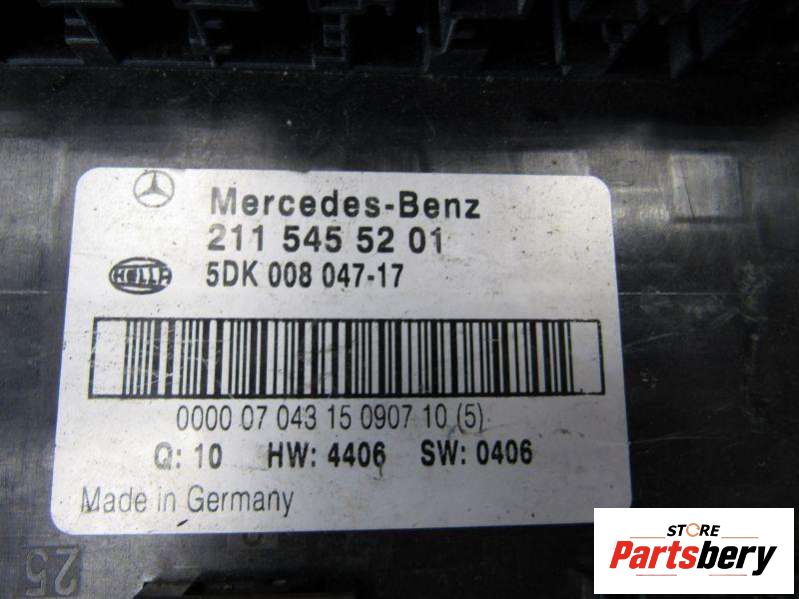 Mercedes-Benz
211 545 52 01
HELLA
5DK 008 047-17
0000 07 043 15 0907 10 (5)
Q: 10 HW: 4406 SW: 0406
Made in Germany
25
STORE
Partsbery